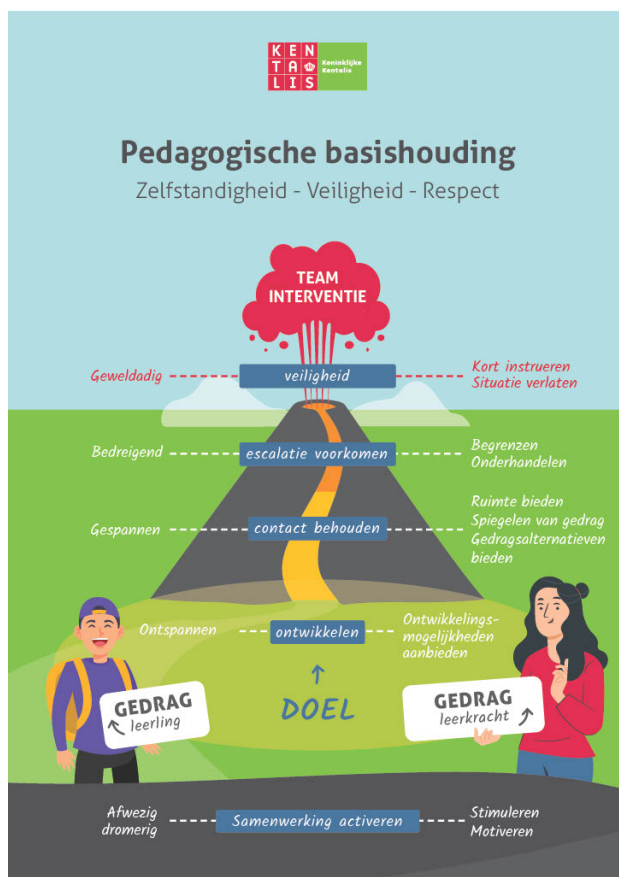 KEN
TA
LIS
Koninklijke
Kentalis
Pedagogische basishouding
Zelfstandigheid - Veiligheid - Respect
TEAM
INTERVENTIE
Geweldadig
veiligheid
Kort instrueren
Situatie verlaten
Bedreigend
escalatie voorkomen
Begrenzen
Onderhandelen
Gespannen
contact behouden
Ruimte bieden
Spiegelen van gedrag
Gedragsalternatieven
bieden
Ontspannen
ontwikkelen
Ontwikkelings-
mogelijkheden
aanbieden
DOEL
GEDRAG
leerling
GEDRAG
leerkracht
Afwezig
dromerig
Samenwerking activeren
Stimuleren
Motiveren